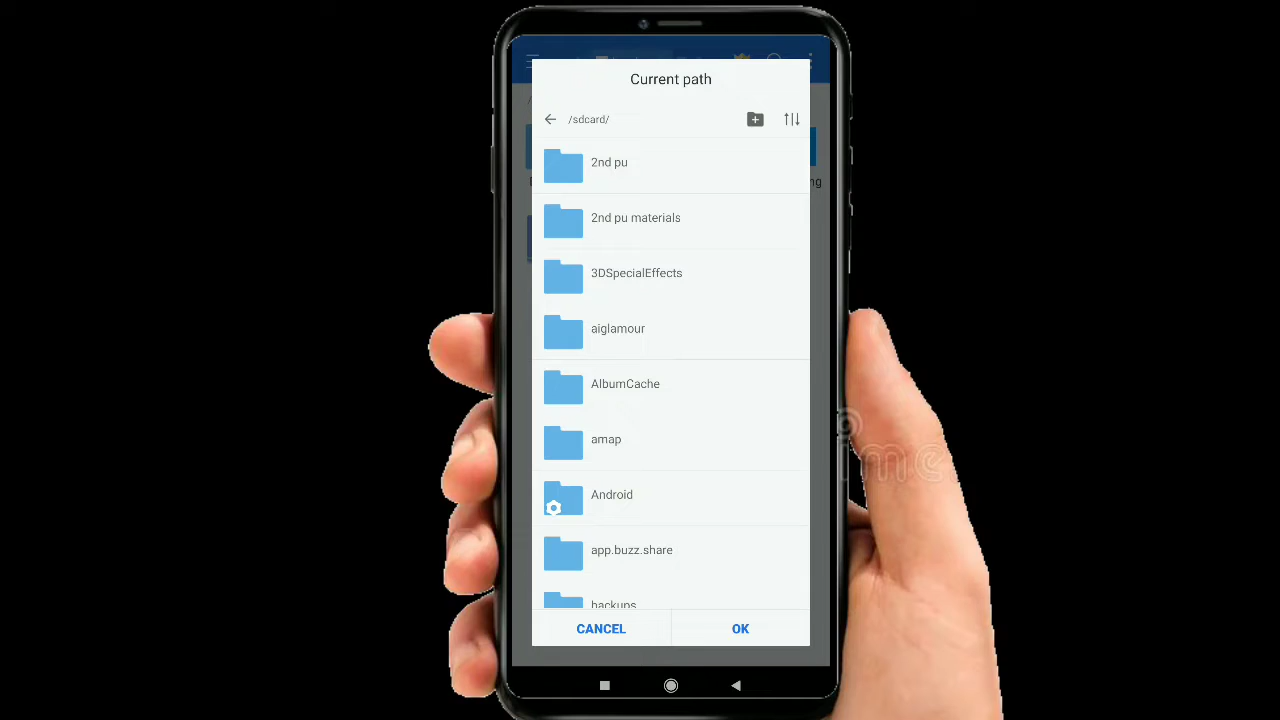 Current path
/sdcard/
2nd pu
2nd pu materials
3DSpecialEffects
aiglamour
AlbumCache
amap
Android
app.buzz.share
backups
CANCEL
OK
ng